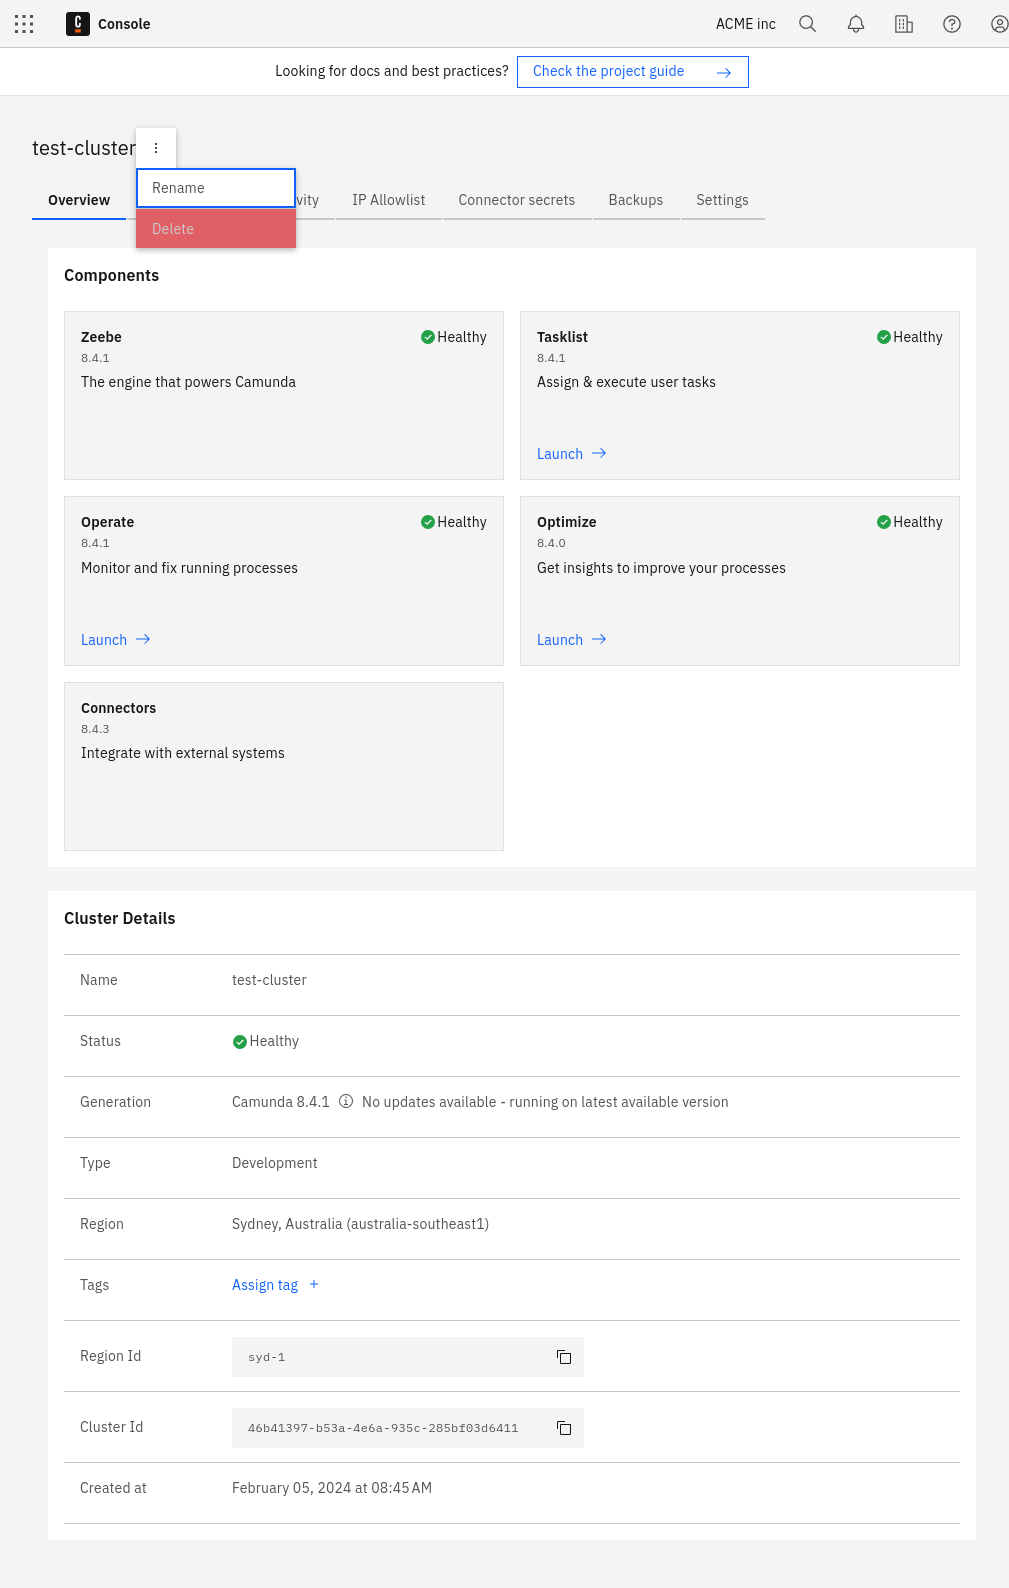 Console
ACME inc
Looking for docs and best practices? Check the project guide
test-cluster
Rename
Delete
Overview
vity
IP Allowlist
Connector secrets
Backups
Settings
Components
Zeebe
Healthy
8.4.1
The engine that powers Camunda
Tasklist
Healthy
8.4.1
Assign & execute user tasks
Launch
Operate
Healthy
8.4.1
Monitor and fix running processes
Launch
Optimize
Healthy
8.4.0
Get insights to improve your processes
Launch
Connectors
8.4.3
Integrate with external systems
Cluster Details
Name test-cluster
Status Healthy
Generation Camunda 8.4.1 No updates available - running on latest available version
Type Development
Region Sydney, Australia (australia-southeast1)
Tags Assign tag +
Region Id syd-1
Cluster Id 46b41397-b53a-4e6a-935c-285bf03d6411
Created at February 05, 2024 at 08:45 AM